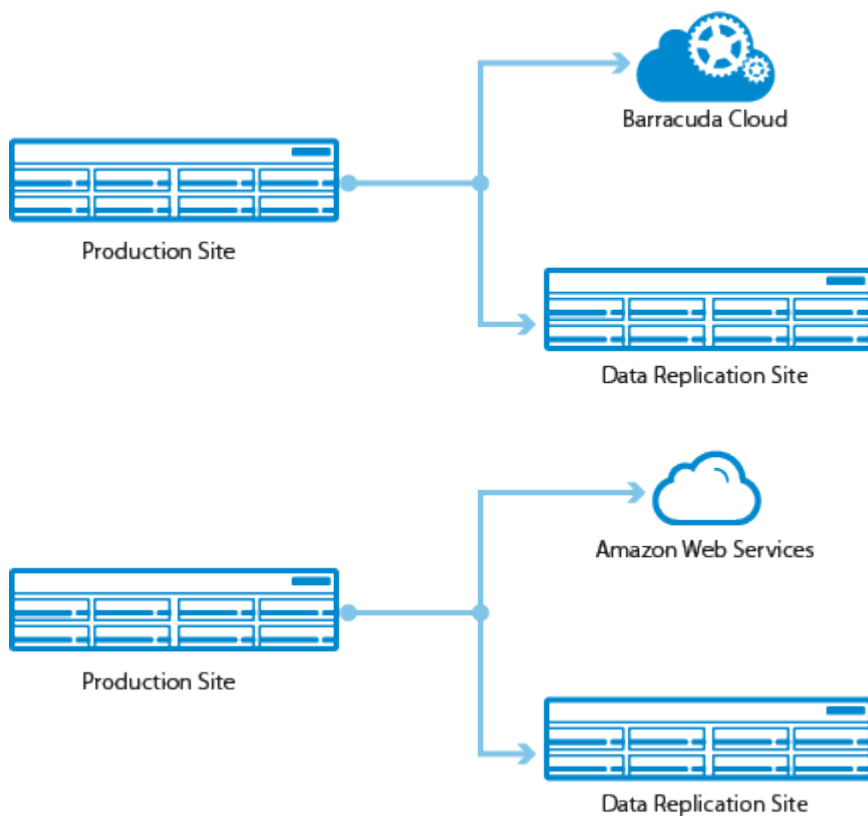 Barracuda Cloud
Production Site
Data Replication Site
Amazon Web Services
Production Site
Data Replication Site